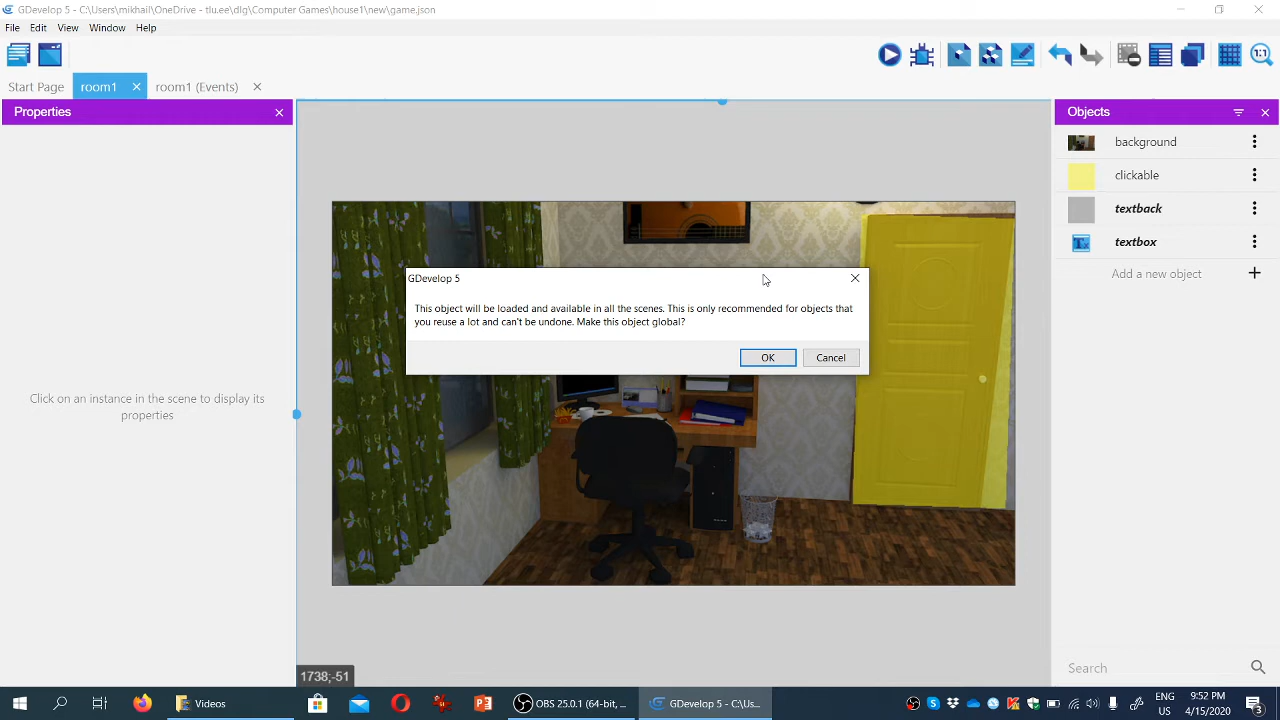 GDevelop 5 - C:\Users\mikhail\OneDrive - tlu.ee\dlg\Computer Games\house1\new\game.json
File Edit View Window Help
Start Page room1 room1 (Events)
Properties
Click on an instance in the scene to display its
properties
GDevelop 5
This object will be loaded and available in all the scenes. This is only recommended for objects that
you reuse a lot and can't be undone. Make this object global?
OK Cancel
1738;-51
Objects
background
clickable
textback
textbox
Add a new object
Search
Videos
OBS 25.0.1 (64-bit, ...
GDevelop 5 - C:\Us...
ENG
US
9:52 PM
4/15/2020
3